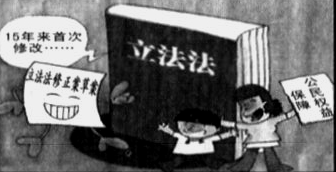 15年来首次
修改……
立法法
立法法修正案草案
公民权益
保障